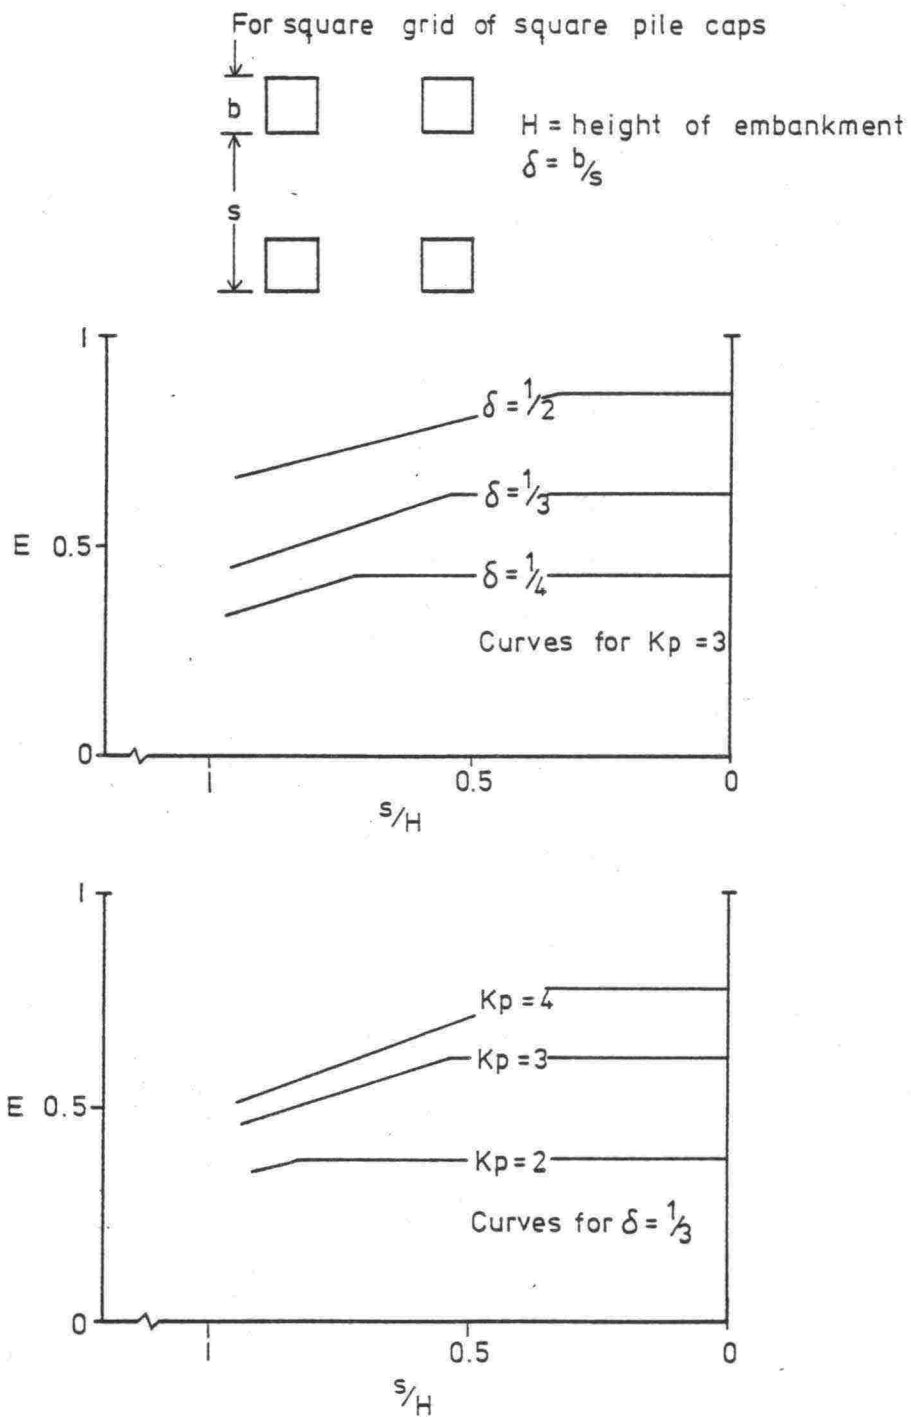 For square grid of square pile caps
b
H = height of embankment
δ = b/s
s
1
δ = 1/2
δ = 1/3
E 0.5
δ = 1/4
Curves for Kp = 3
0
1 0.5 0
s/H
1
Kp = 4
Kp = 3
E 0.5
Kp = 2
Curves for δ = 1/3
0
1 0.5 0
s/H